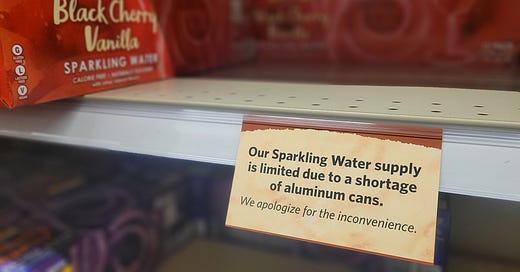 Black Cherry
Vanilla
SPARKLING WATER
G
L
V
Our Sparkling Water supply
is limited due to a shortage
of aluminum cans.
We apologize for the inconvenience.